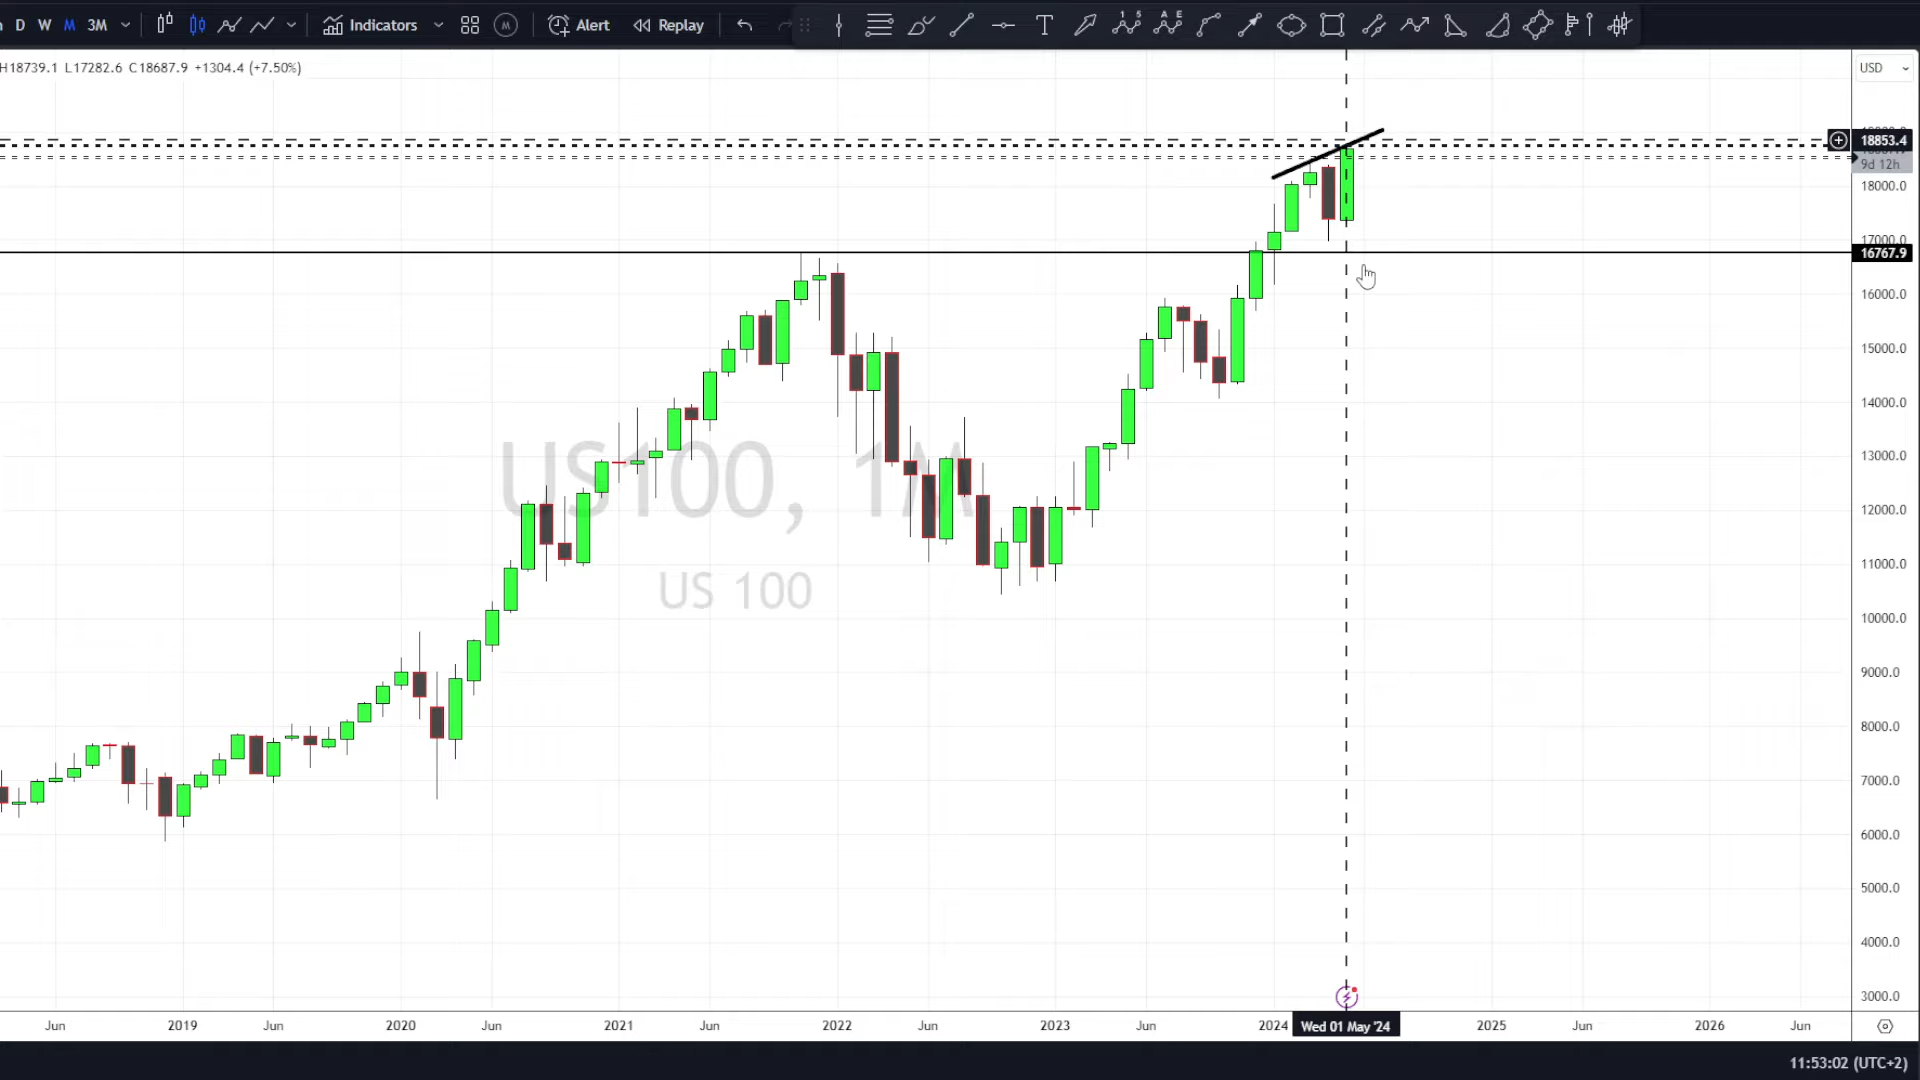 D W M 3M Indicators M Alert Replay T
H18739.1 L17282.6 C18687.9 +1304.4 (+7.50%)
USD
18853.4
9d 12h
18000.0
17000.0
16767.9
16000.0
15000.0
14000.0
13000.0
12000.0
11000.0
10000.0
9000.0
8000.0
7000.0
6000.0
5000.0
4000.0
3000.0
US100, 1M
US 100
Jun 2019 Jun 2020 Jun 2021 Jun 2022 Jun 2023 Jun 2024 Wed 01 May '24 2025 Jun 2026 Jun
11:53:02 (UTC+2)